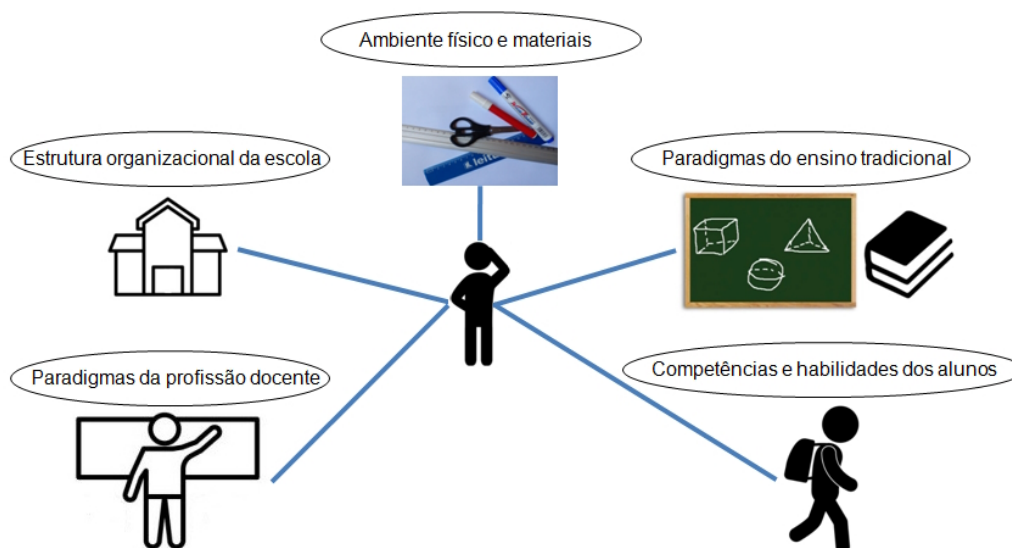 Ambiente físico e materiais
Estrutura organizacional da escola
Paradigmas do ensino tradicional
Paradigmas da profissão docente
Competências e habilidades dos alunos